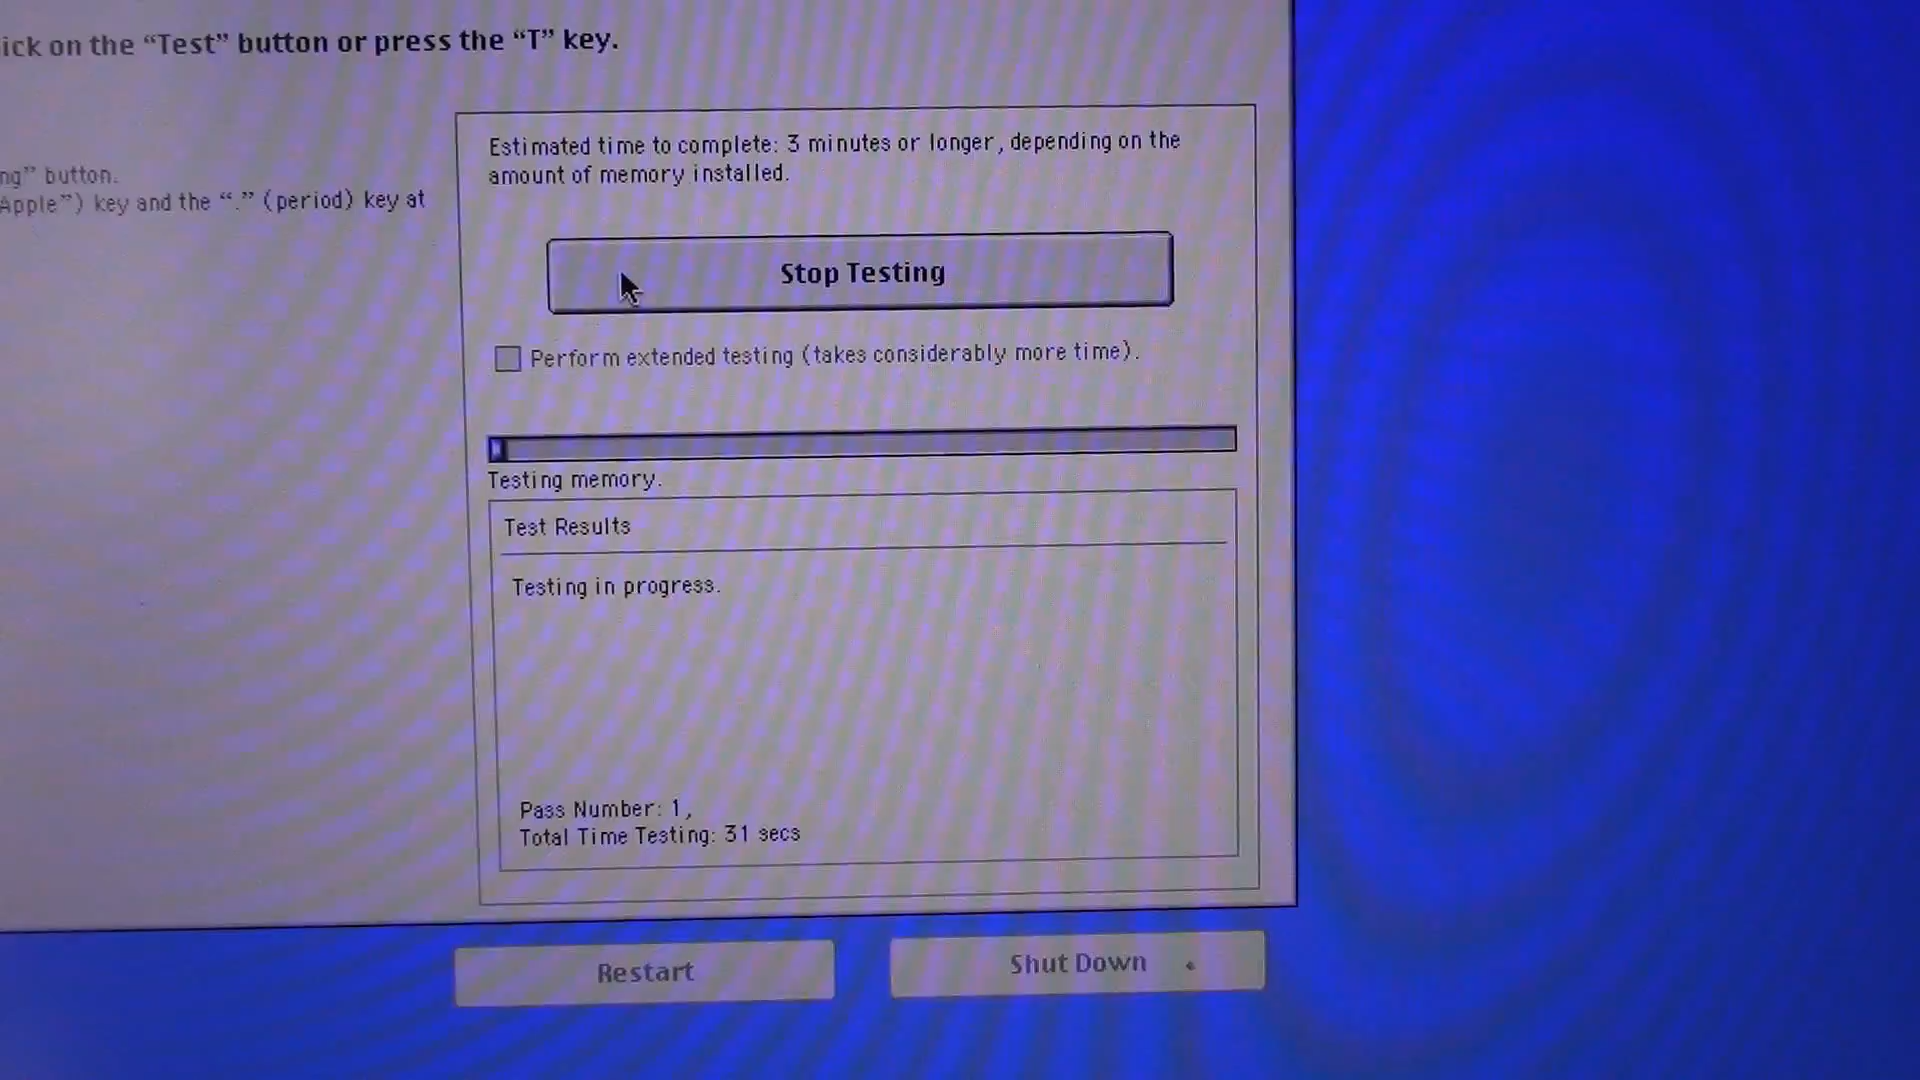 ick on the “Test” button or press the “T” key.
Estimated time to complete: 3 minutes or longer, depending on the
amount of memory installed.
ng” button.
Apple”) key and the “.” (period) key at
Stop Testing
Perform extended testing (takes considerably more time).
Testing memory.
Test Results
Testing in progress.
Pass Number: 1,
Total Time Testing: 31 secs
Restart
Shut Down